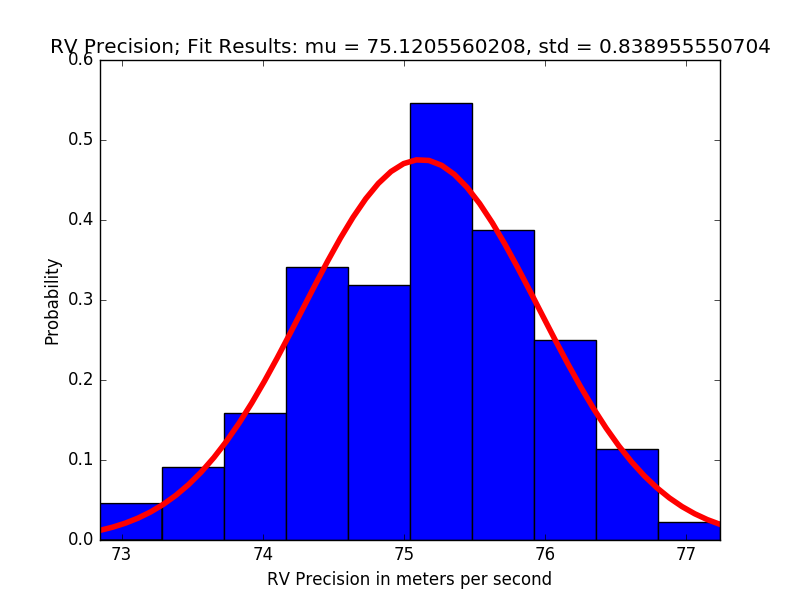 RV Precision; Fit Results: mu = 75.1205560208, std = 0.838955550704
0.6
0.5
0.4
0.3
0.2
0.1
0.0
Probability
73 74 75 76 77
RV Precision in meters per second